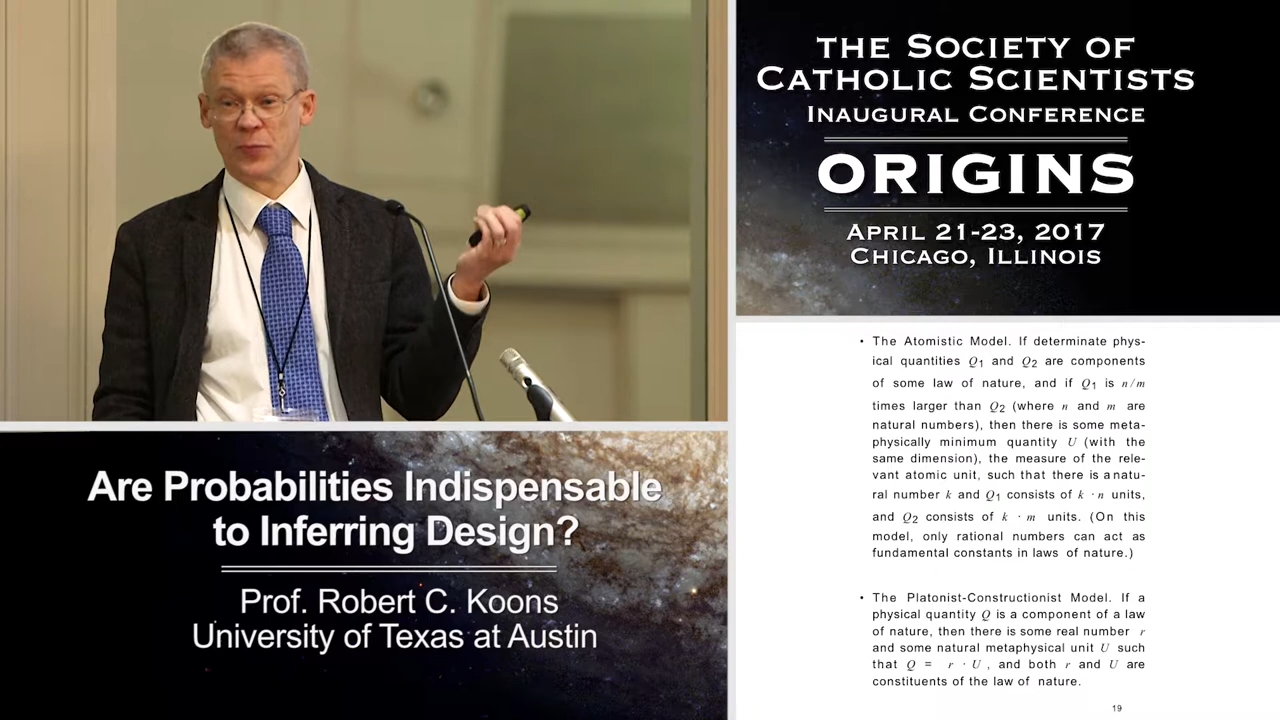 THE SOCIETY OF
CATHOLIC SCIENTISTS
INAUGURAL CONFERENCE
ORIGINS
APRIL 21-23, 2017
CHICAGO, ILLINOIS
• The Atomistic Model. If determinate phys-
ical quantities Q1 and Q2 are components
of some law of nature, and if Q1 is n/m
times larger than Q2 (where n and m are
natural numbers), then there is some meta-
physically minimum quantity U (with the
same dimension), the measure of the rele-
vant atomic unit, such that there is a natu-
ral number k and Q1 consists of k · n units,
and Q2 consists of k · m units. (On this
model, only rational numbers can act as
fundamental constants in laws of nature.)
• The Platonist-Constructionist Model. If a
physical quantity Q is a component of a law
of nature, then there is some real number r
and some natural metaphysical unit U such
that Q = r · U, and both r and U are
constituents of the law of nature.
19
Are Probabilities Indispensable
to Inferring Design?
Prof. Robert C. Koons
University of Texas at Austin